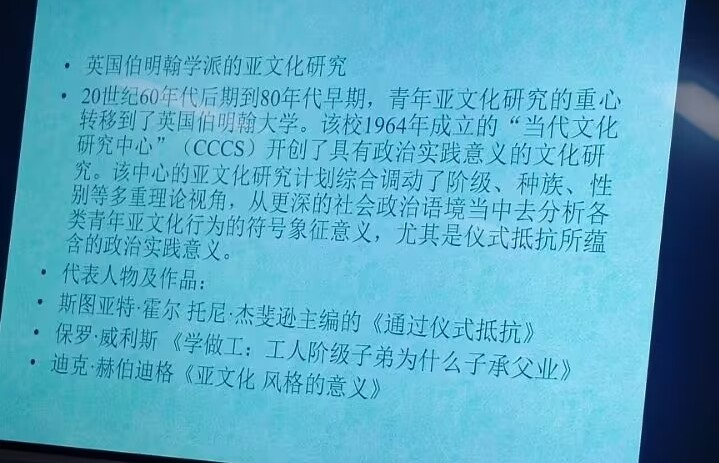 • 英国伯明翰学派的亚文化研究
• 20世纪60年代后期到80年代早期，青年亚文化研究的重心
转移到了英国伯明翰大学。该校1964年成立的“当代文化
研究中心”（CCCS）开创了具有政治实践意义的文化研
究。该中心的亚文化研究计划综合调动了阶级、种族、性
别等多重理论视角，从更深的社会政治语境当中去分析各
类青年亚文化行为的符号象征意义，尤其是仪式抵抗所蕴
含的政治实践意义。
• 代表人物及作品：
• 斯图亚特·霍尔 托尼·杰斐逊主编的《通过仪式抵抗》
• 保罗·威利斯 《学做工：工人阶级子弟为什么子承父业》
• 迪克·赫伯迪格《亚文化 风格的意义》